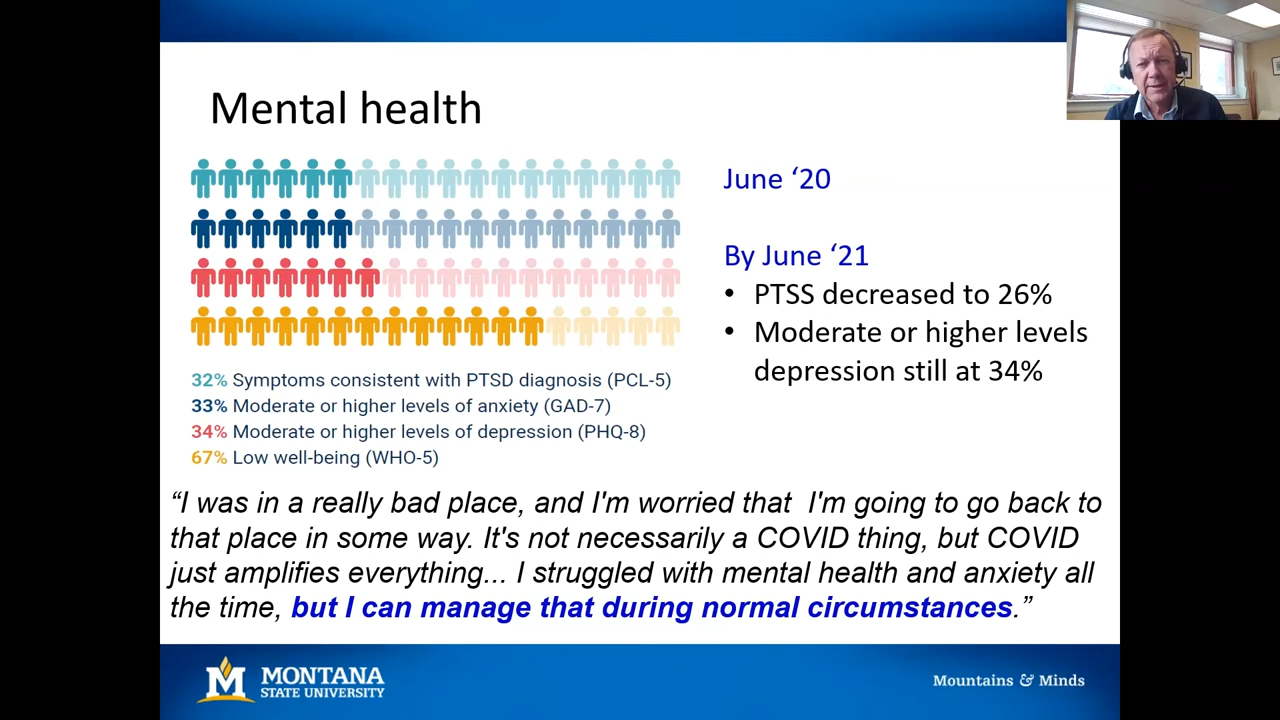 Mental health
32% Symptoms consistent with PTSD diagnosis (PCL-5)
33% Moderate or higher levels of anxiety (GAD-7)
34% Moderate or higher levels of depression (PHQ-8)
67% Low well-being (WHO-5)
June ‘20
By June ‘21
• PTSS decreased to 26%
• Moderate or higher levels
depression still at 34%
“I was in a really bad place, and I'm worried that I'm going to go back to
that place in some way. It's not necessarily a COVID thing, but COVID
just amplifies everything... I struggled with mental health and anxiety all
the time, but I can manage that during normal circumstances.”
M MONTANA
STATE UNIVERSITY
Mountains & Minds